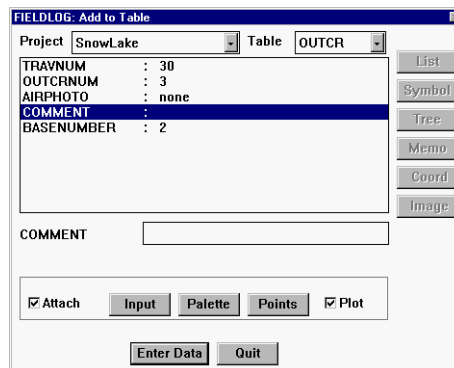 FIELDLOG: Add to Table
Project SnowLake Table OUTCR
TRAVNUM : 30
OUTCRNUM : 3
AIRPHOTO : none
COMMENT :
BASENUMBER : 2
List
Symbol
Tree
Memo
Coord
Image
COMMENT
Attach Input Palette Points Plot
Enter Data Quit